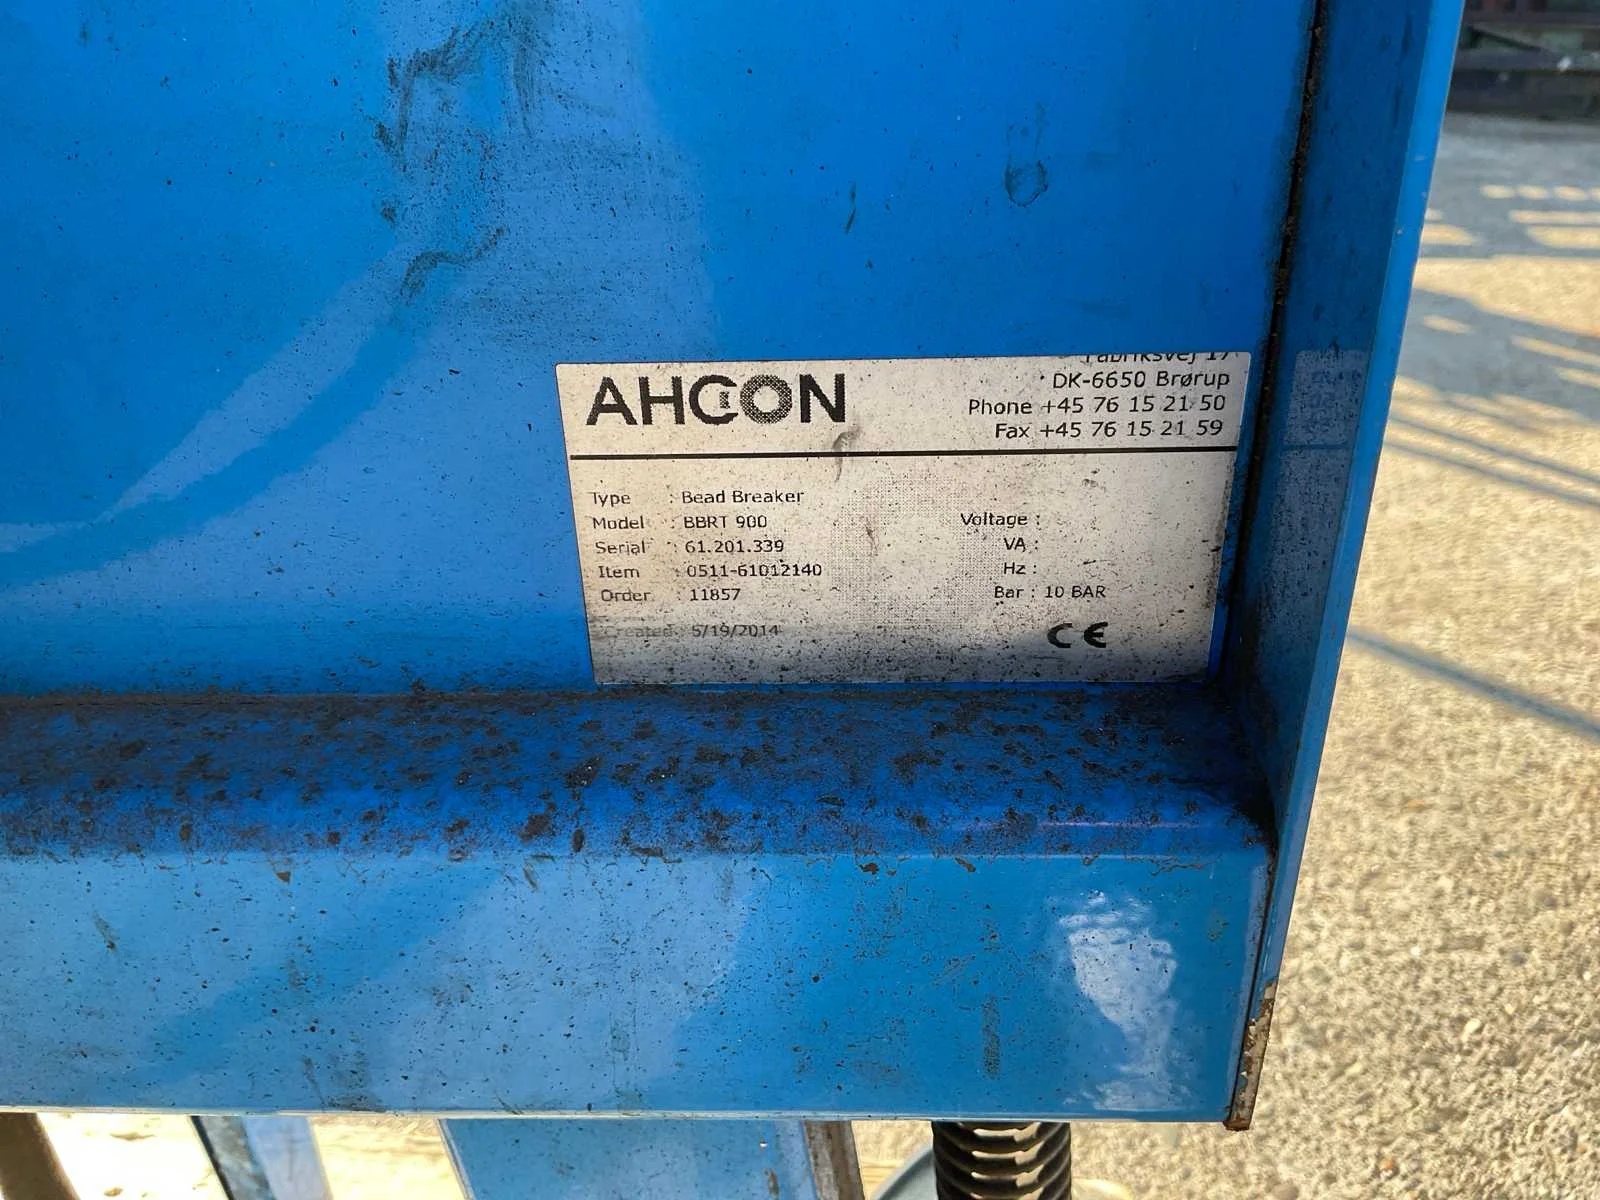 AHCON
Fabriksvej 17
DK-6650 Brørup
Phone +45 76 15 21 50
Fax +45 76 15 21 59
Type : Bead Breaker
Model : BBRT 900
Serial : 61.201.339
Item : 0511-61012140
Order : 11857
Created : 5/19/2014
Voltage :
VA :
Hz :
Bar : 10 BAR
CE